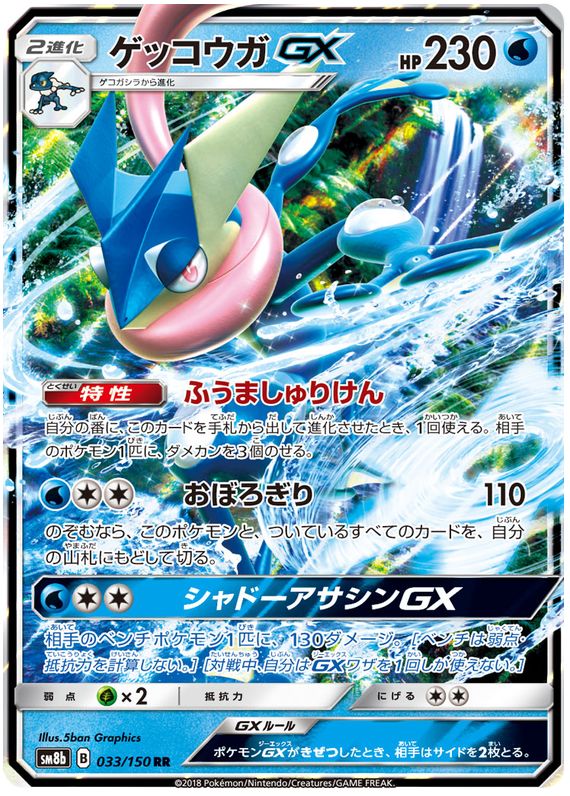 2進化 ゲッコウガGX HP230
ゲコガシラから進化
とくせい
特性 ふうましゅりけん
自分の番に、このカードを手札から出して進化させたとき、1回使える。相手
のポケモン1匹に、ダメカンを3個のせる。
おぼろぎり 110
のぞむなら、このポケモンと、ついているすべてのカードを、自分
の山札にもどして切る。
シャドーアサシンGX
相手のベンチポケモン1匹に、130ダメージ。[ベンチは弱点・
抵抗力を計算しない。] [対戦中、自分はGXワザを1回しか使えない。]
弱点 ×2 抵抗力 にげる
Illus.5ban Graphics
GXルール
ポケモンGXがきぜつしたとき、相手はサイドを2枚とる。
SM8b B 033/150 RR
©2018 Pokémon/Nintendo/Creatures/GAME FREAK.